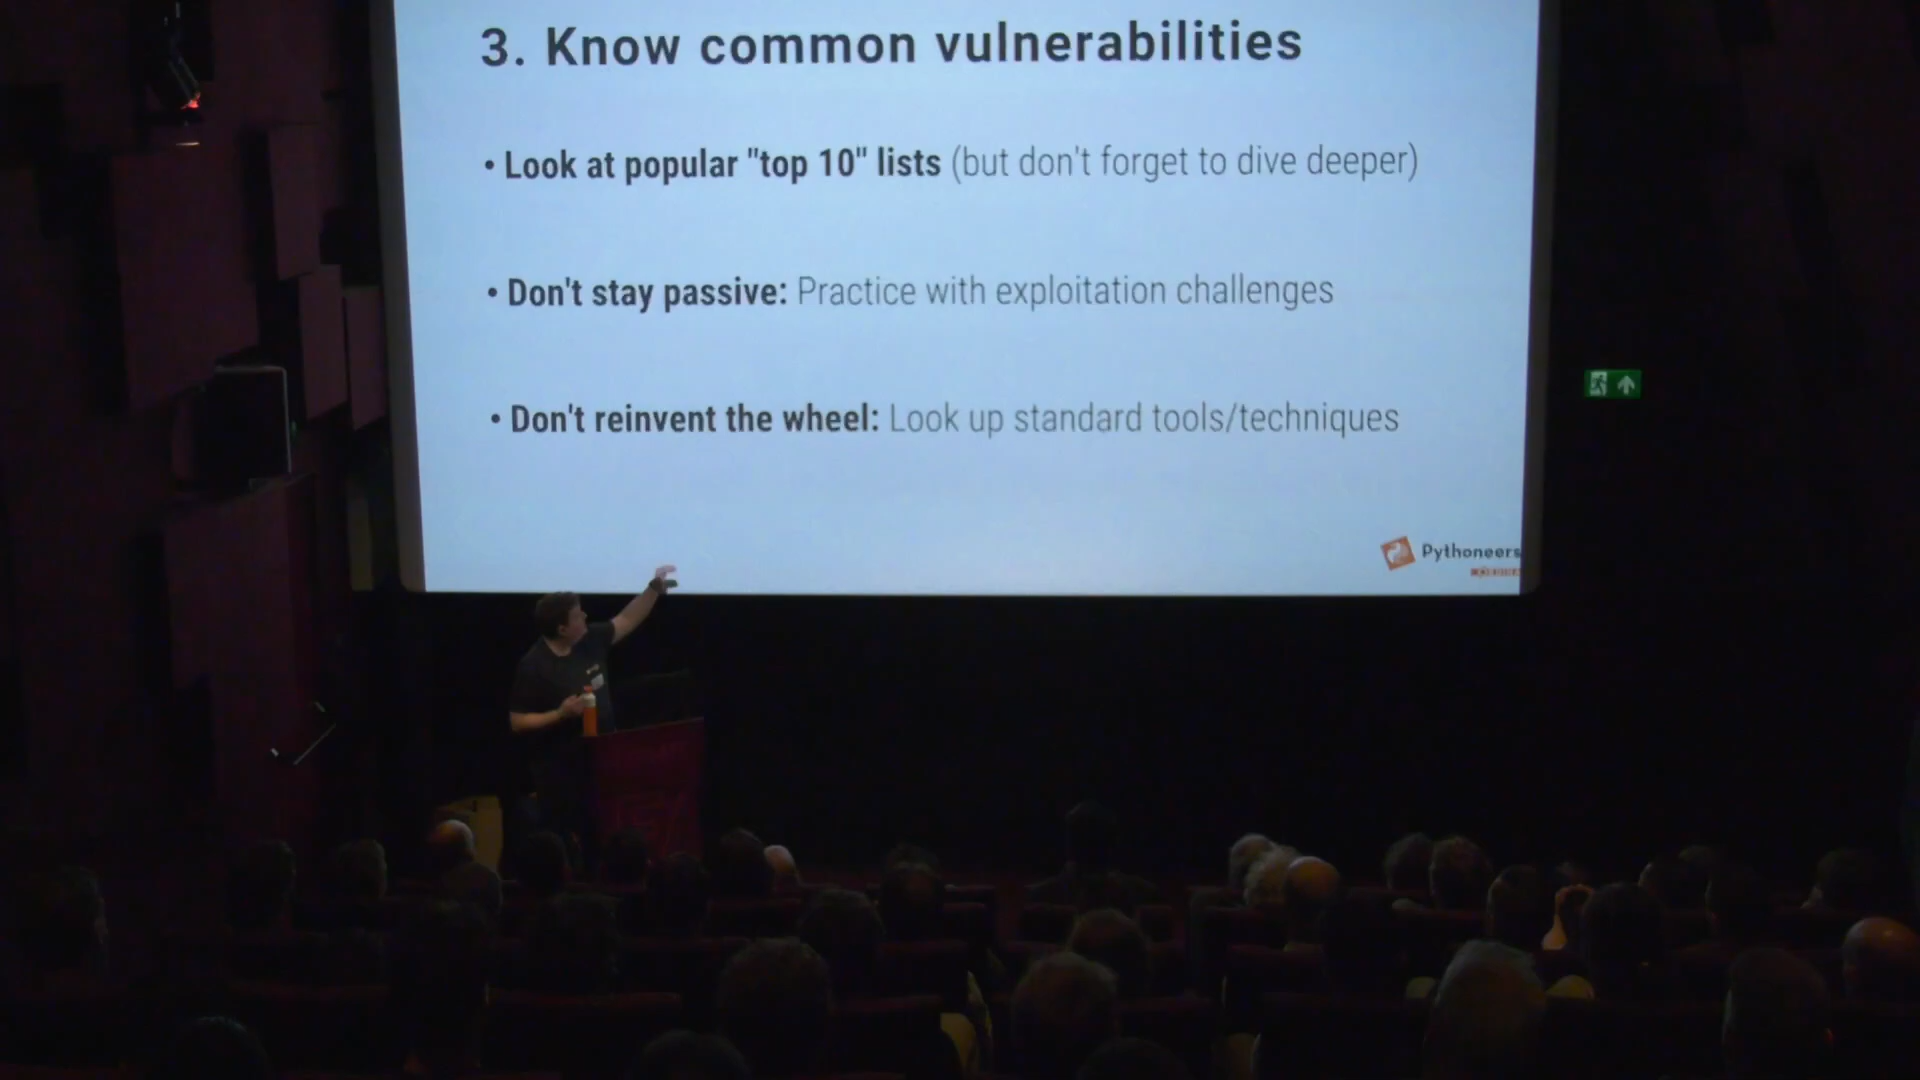 3. Know common vulnerabilities
• Look at popular "top 10" lists (but don't forget to dive deeper)
• Don't stay passive: Practice with exploitation challenges
• Don't reinvent the wheel: Look up standard tools/techniques
Pythoneers